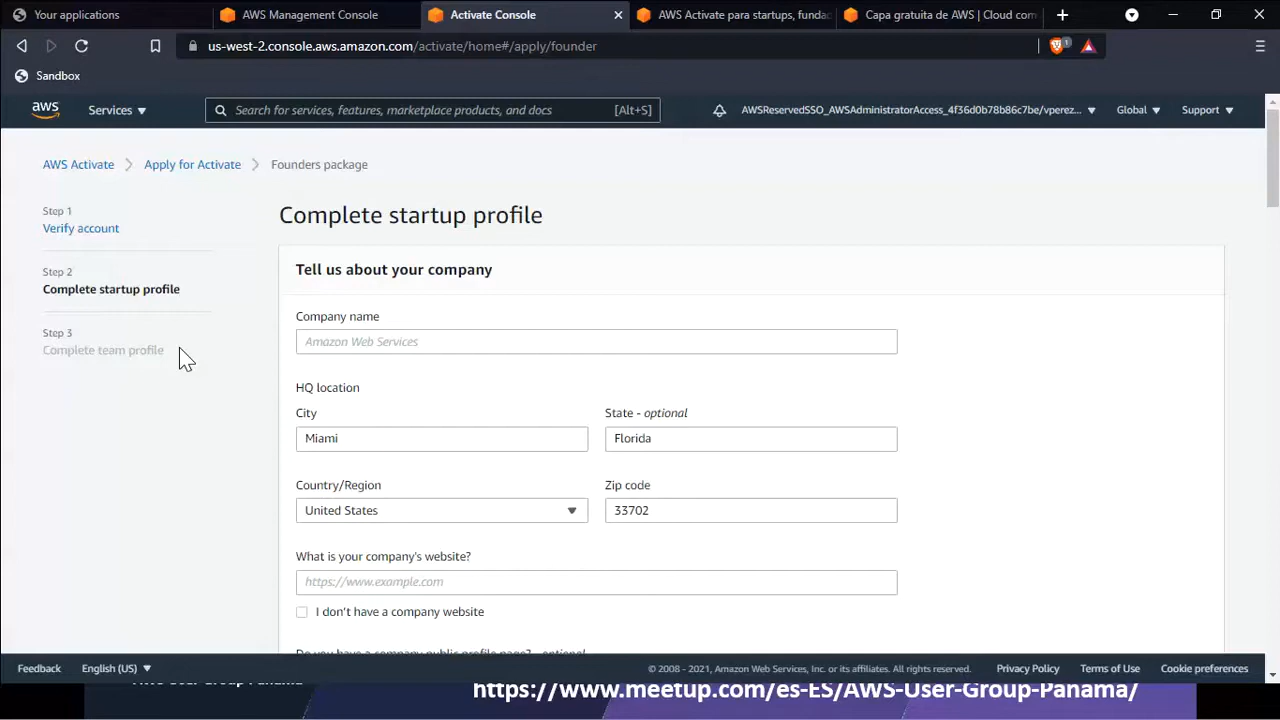 Your applications
AWS Management Console
Activate Console
AWS Activate para startups, fundac
Capa gratuita de AWS | Cloud com
us-west-2.console.aws.amazon.com/activate/home#/apply/founder
1
Sandbox
aws
Services
Search for services, features, marketplace products, and docs
[Alt+S]
AWSReservedSSO_AWSAdministratorAccess_4f36d0b78b86c7be/vperez...
Global
Support
AWS Activate
Apply for Activate
Founders package
Step 1
Verify account
Step 2
Complete startup profile
Step 3
Complete team profile
Complete startup profile
Tell us about your company
Company name
Amazon Web Services
HQ location
City
State - optional
Miami
Florida
Country/Region
Zip code
United States
33702
What is your company's website?
https://www.example.com
I don't have a company website
Do you have a company public profile page? - optional
Feedback
English (US)
© 2008 - 2021, Amazon Web Services, Inc. or its affiliates. All rights reserved.
Privacy Policy
Terms of Use
Cookie preferences
AWS User Group Panamá
https://www.meetup.com/es-ES/AWS-User-Group-Panama/